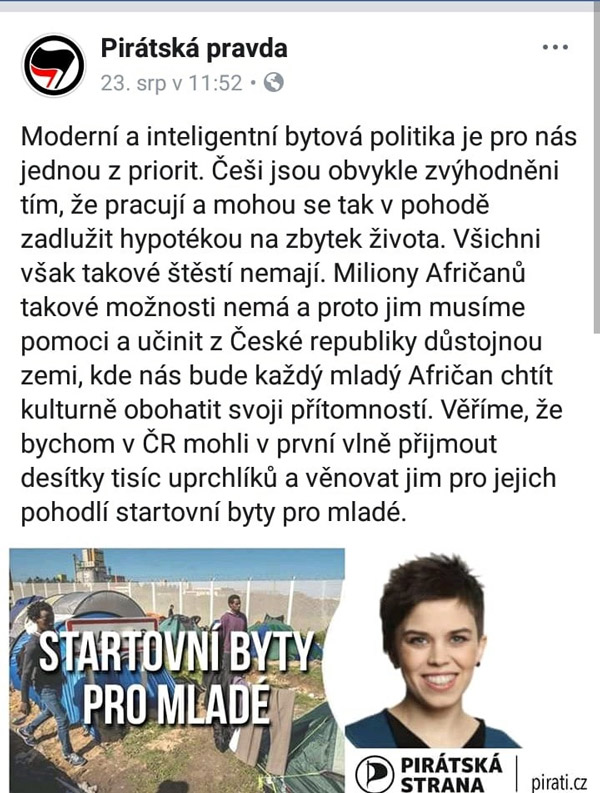 Pirátská pravda
23. srp v 11:52
Moderní a inteligentní bytová politika je pro nás
jednou z priorit. Češi jsou obvykle zvýhodněni
tím, že pracují a mohou se tak v pohodě
zadlužit hypotékou na zbytek života. Všichni
však takové štěstí nemají. Miliony Afričanů
takové možnosti nemá a proto jim musíme
pomoci a učinit z České republiky důstojnou
zemi, kde nás bude každý mladý Afričan chtít
kulturně obohatit svoji přítomností. Věříme, že
bychom v ČR mohli v první vlně přijmout
desítky tisíc uprchlíků a věnovat jim pro jejich
pohodlí startovní byty pro mladé.
STARTOVNÍ BYTY
PRO MLADÉ
PIRÁTSKÁ
STRANA
pirati.cz